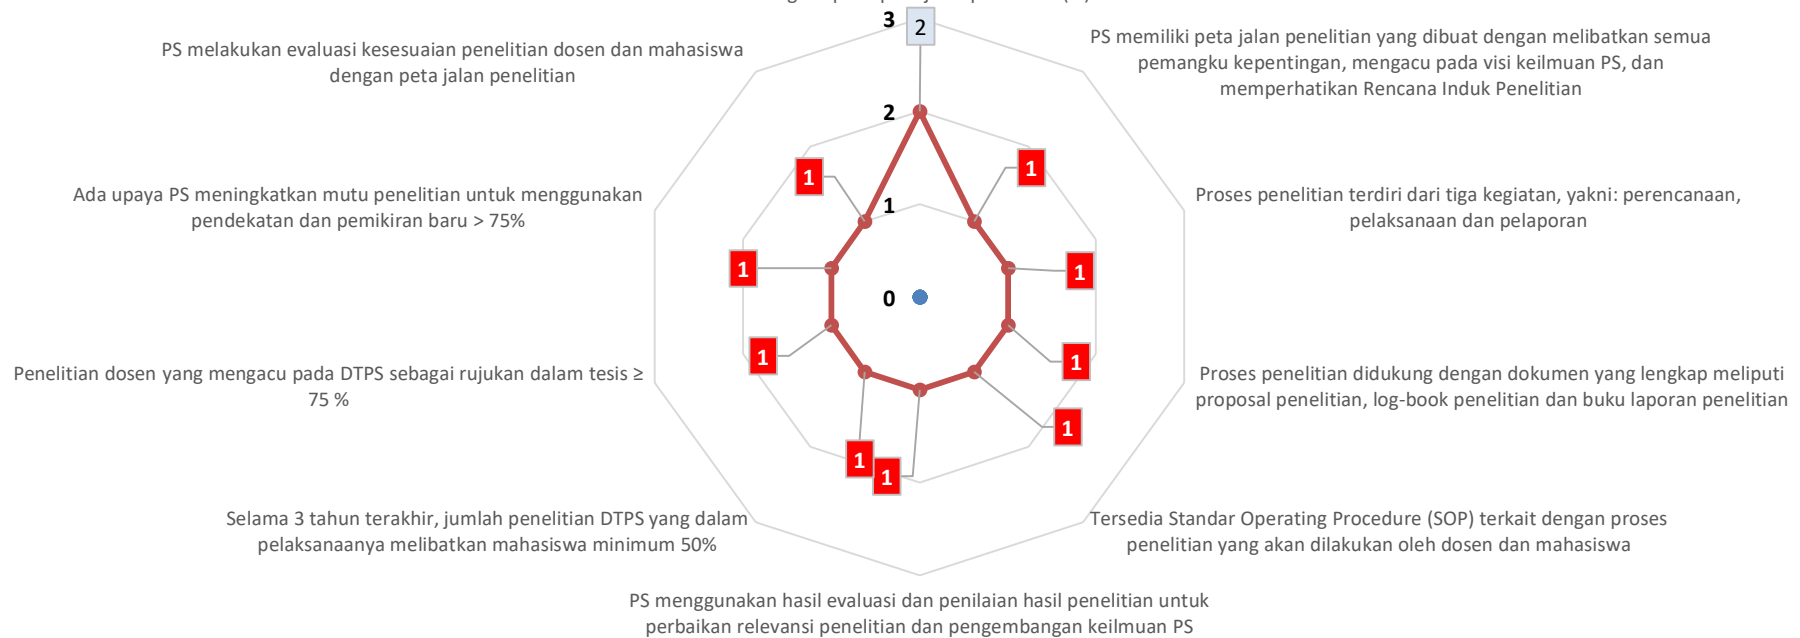 3
2
PS melakukan evaluasi kesesuaian penelitian dosen dan mahasiswa
dengan peta jalan penelitian
PS memiliki peta jalan penelitian yang dibuat dengan melibatkan semua
pemangku kepentingan, mengacu pada visi keilmuan PS, dan
memperhatikan Rencana Induk Penelitian
2
1
1
Ada upaya PS meningkatkan mutu penelitian untuk menggunakan
pendekatan dan pemikiran baru > 75%
1
Proses penelitian terdiri dari tiga kegiatan, yakni: perencanaan,
pelaksanaan dan pelaporan
1
1
0
1
1
Penelitian dosen yang mengacu pada DTPS sebagai rujukan dalam tesis ≥
75 %
Proses penelitian didukung dengan dokumen yang lengkap meliputi
proposal penelitian, log-book penelitian dan buku laporan penelitian
1
1
1
Selama 3 tahun terakhir, jumlah penelitian DTPS yang dalam
pelaksanaanya melibatkan mahasiswa minimum 50%
Tersedia Standar Operating Procedure (SOP) terkait dengan proses
penelitian yang akan dilakukan oleh dosen dan mahasiswa
PS menggunakan hasil evaluasi dan penilaian hasil penelitian untuk
perbaikan relevansi penelitian dan pengembangan keilmuan PS